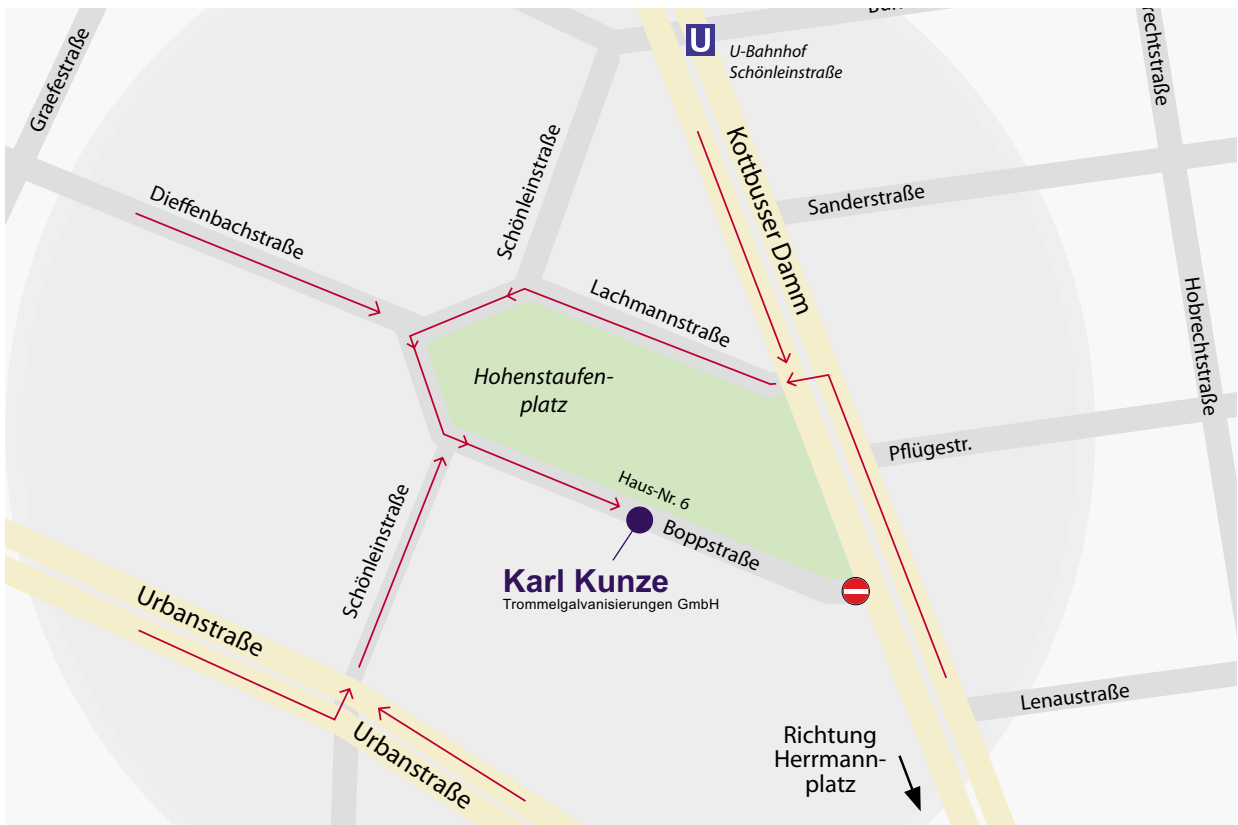 U
U-Bahnhof
Schönleinstraße
Graefestraße
Dieffenbachstraße
Schönleinstraße
Kottbusser Damm
Sanderstraße
Hobrechtstraße
Lachmannstraße
Hohenstaufen-
platz
Pflügestr.
Haus-Nr. 6
Boppstraße
Karl Kunze
Trommelgalvanisierungen GmbH
Schönleinstraße
Urbanstraße
Urbanstraße
Lenaustraße
Richtung
Herrmann-
platz